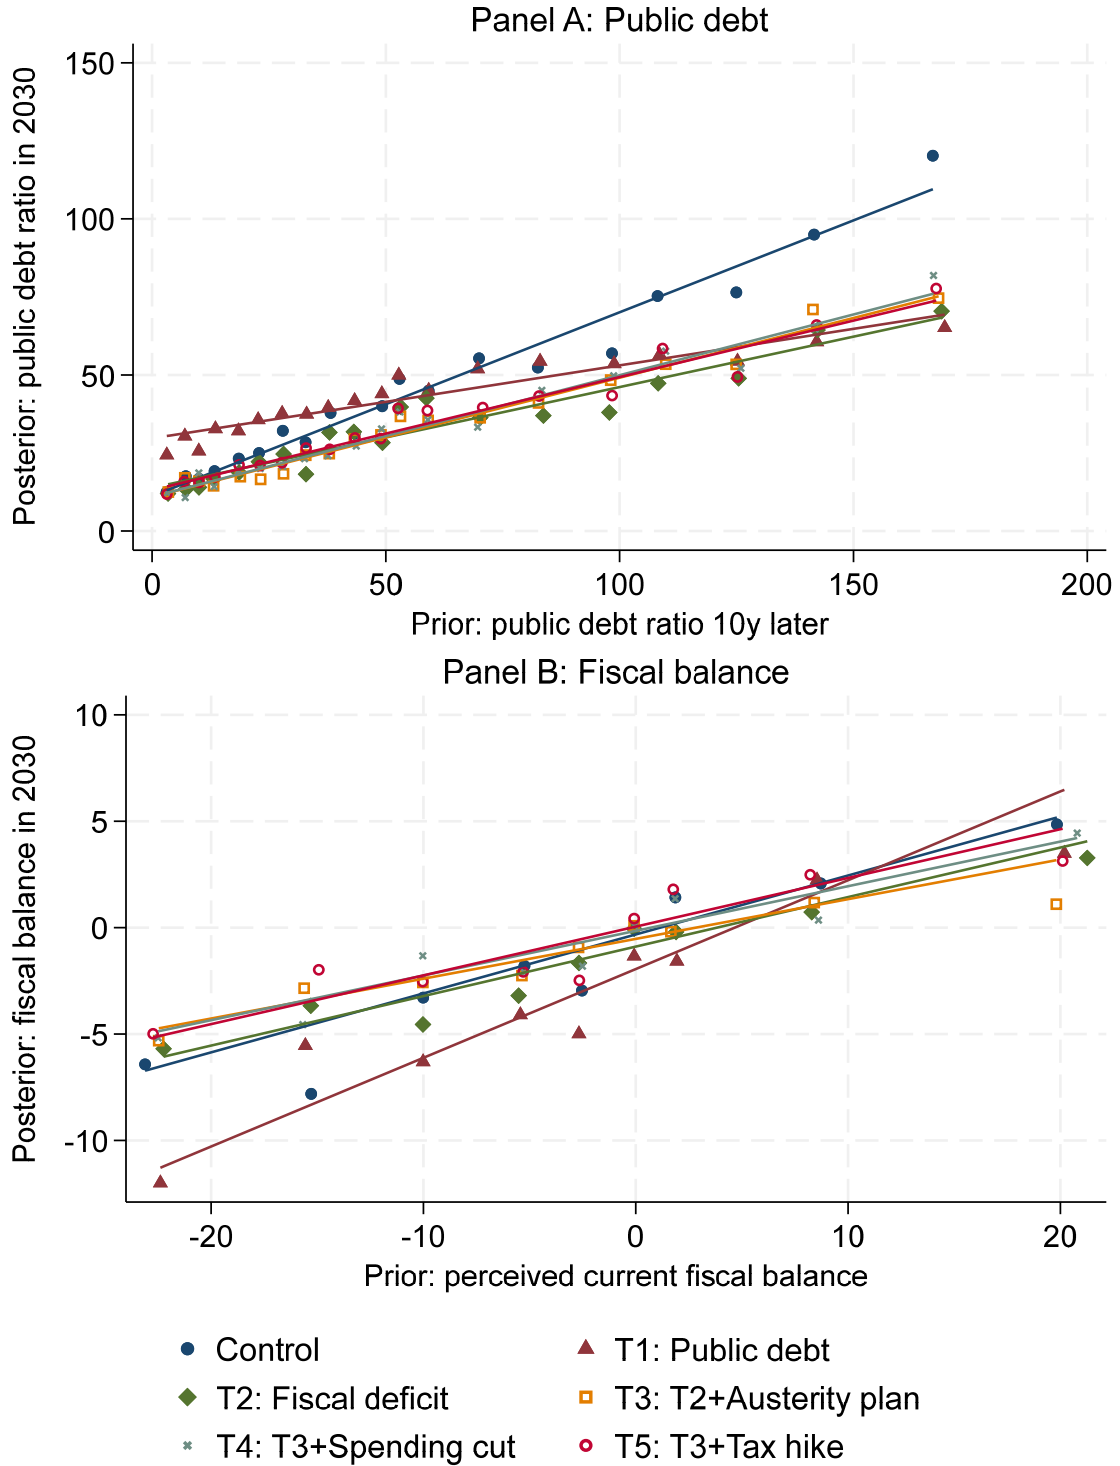 Panel A: Public debt
Posterior: public debt ratio in 2030
150
100
50
0
0 50 100 150 200
Prior: public debt ratio 10y later
Panel B: Fiscal balance
Posterior: fiscal balance in 2030
10
5
0
-5
-10
-20 -10 0 10 20
Prior: perceived current fiscal balance
Control T1: Public debt
T2: Fiscal deficit T3: T2+Austerity plan
T4: T3+Spending cut T5: T3+Tax hike